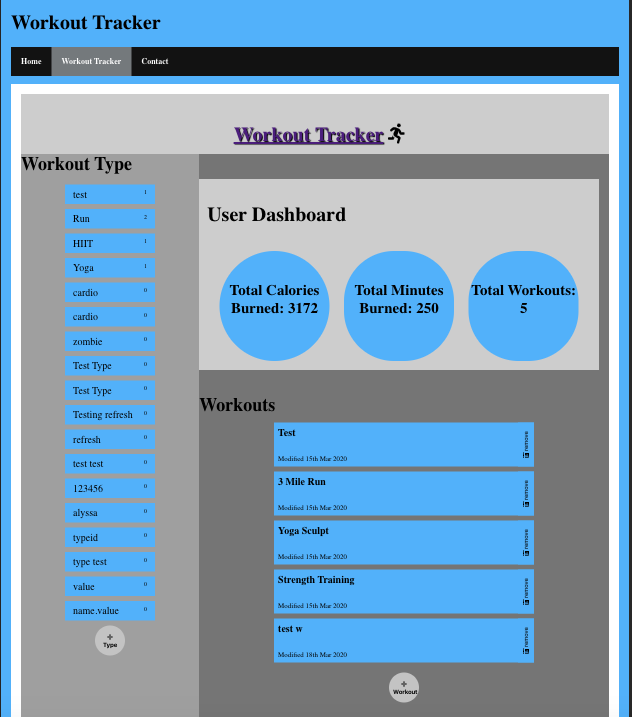 Workout Tracker
Home Workout Tracker Contact
Workout Tracker
Workout Type
test 1
Run 2
HIIT 1
Yoga 1
cardio 0
cardio 0
zombie 0
Test Type 0
Test Type 0
Testing refresh 0
refresh 0
test test 0
123456 0
alyssa 0
typeid 0
type test 0
value 0
name.value 0
+
Type
User Dashboard
Total Calories
Burned: 3172
Total Minutes
Burned: 250
Total Workouts:
5
Workouts
Test
Modified 15th Mar 2020
remove
3 Mile Run
Modified 15th Mar 2020
remove
Yoga Sculpt
Modified 15th Mar 2020
remove
Strength Training
Modified 15th Mar 2020
remove
test w
Modified 18th Mar 2020
remove
+
Workout